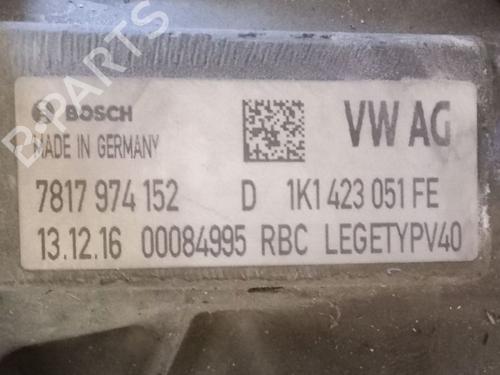 B-PARTS
BOSCH
VW AG
MADE IN GERMANY
7817 974 152 D 1K1 423 051 FE
13.12.16 00084995 RBC LEGETYPV40